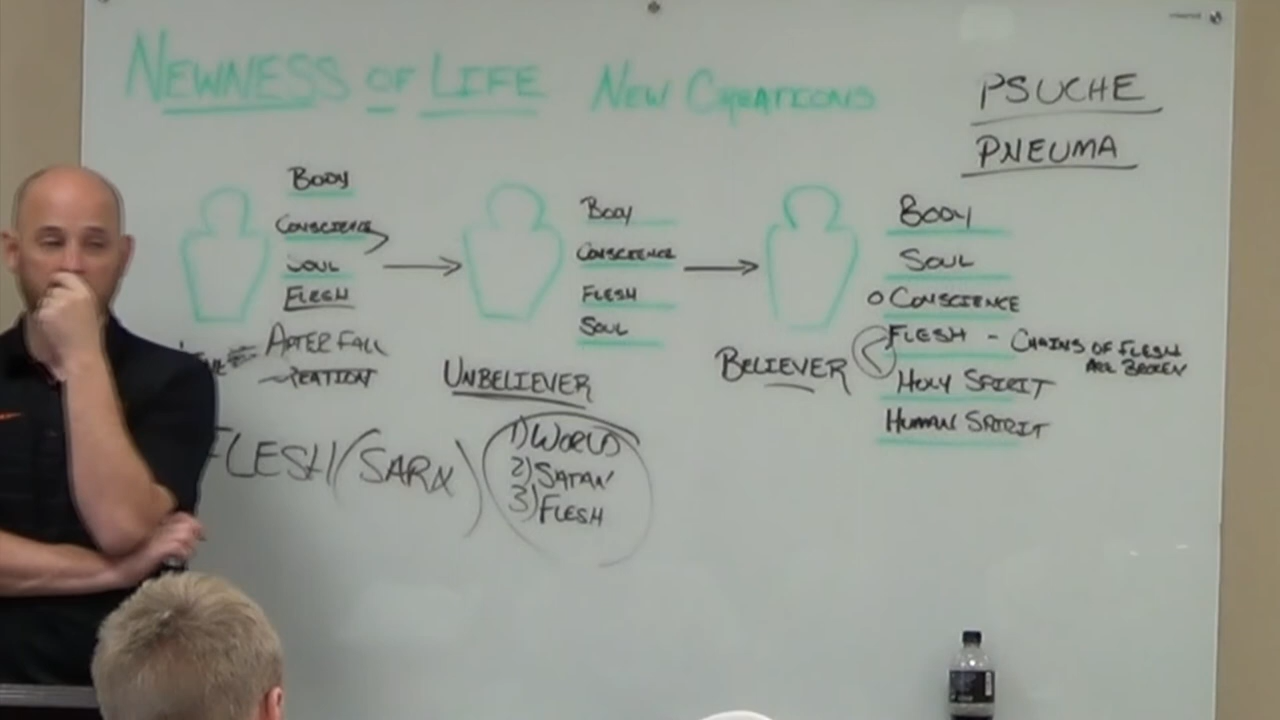 NEWNESS OF LIFE NEW CREATIONS
PSUCHE
PNEUMA
BODY
CONSCIENCE
SOUL
FLESH
AFTER FALL
BODY
CONSCIENCE
FLESH
SOUL
UNBELIEVER
BODY
SOUL
CONSCIENCE
FLESH - CHAINS OF FLESH
ARE BROKEN
HOLY SPIRIT
HUMAN SPIRIT
BELIEVER
FLESH (SARX)
1) WORLD
2) SATAN
3) FLESH